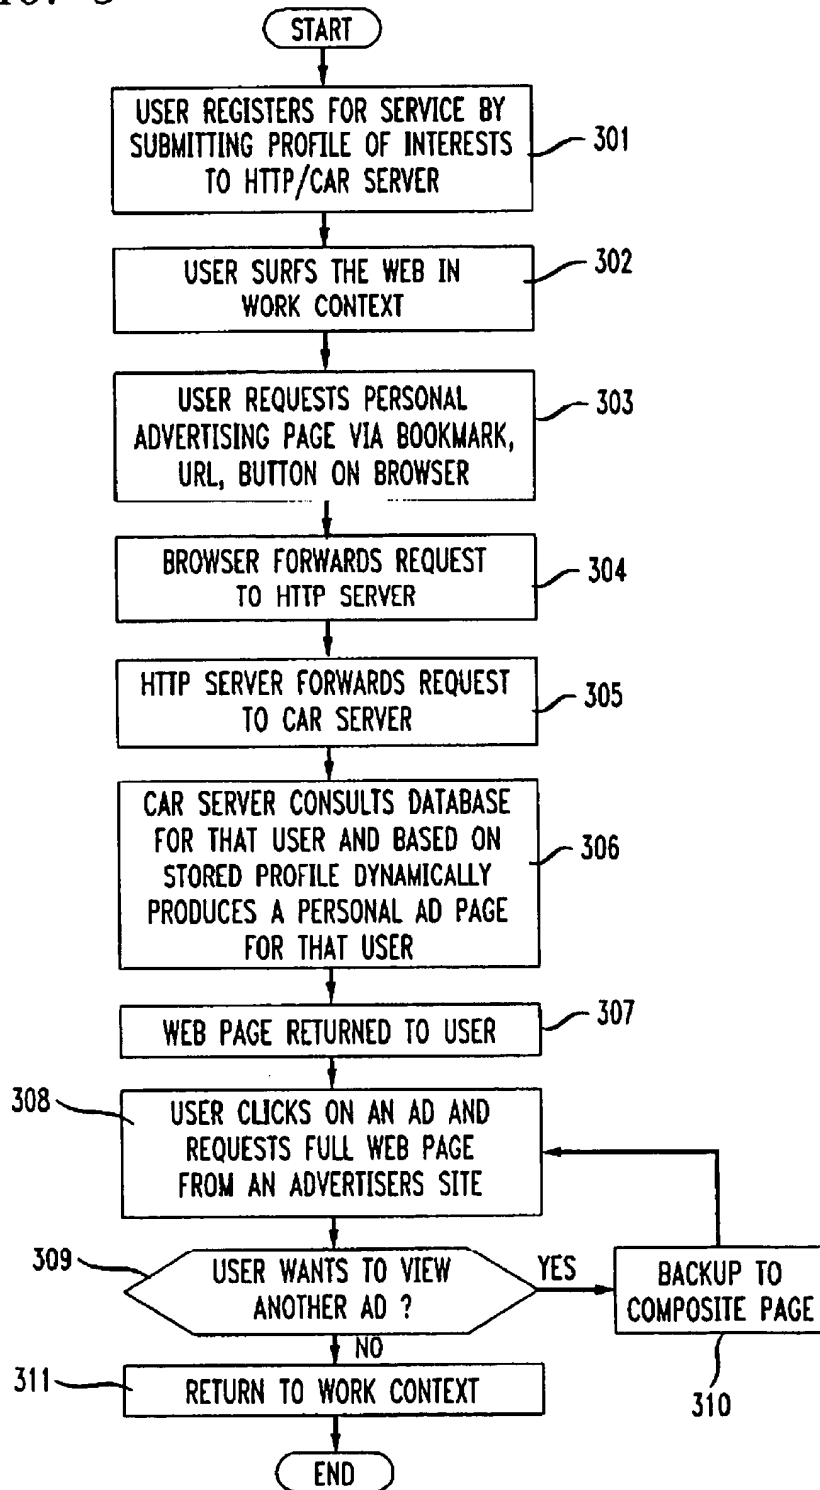 START
USER REGISTERS FOR SERVICE BY
SUBMITTING PROFILE OF INTERESTS
TO HTTP/CAR SERVER
301
USER SURFS THE WEB IN
WORK CONTEXT
302
USER REQUESTS PERSONAL
ADVERTISING PAGE VIA BOOKMARK,
URL, BUTTON ON BROWSER
303
BROWSER FORWARDS REQUEST
TO HTTP SERVER
304
HTTP SERVER FORWARDS REQUEST
TO CAR SERVER
305
CAR SERVER CONSULTS DATABASE
FOR THAT USER AND BASED ON
STORED PROFILE DYNAMICALLY
PRODUCES A PERSONAL AD PAGE
FOR THAT USER
306
WEB PAGE RETURNED TO USER
307
308
USER CLICKS ON AN AD AND
REQUESTS FULL WEB PAGE
FROM AN ADVERTISERS SITE
309
USER WANTS TO VIEW
ANOTHER AD ?
YES
BACKUP TO
COMPOSITE PAGE
310
NO
311
RETURN TO WORK CONTEXT
END